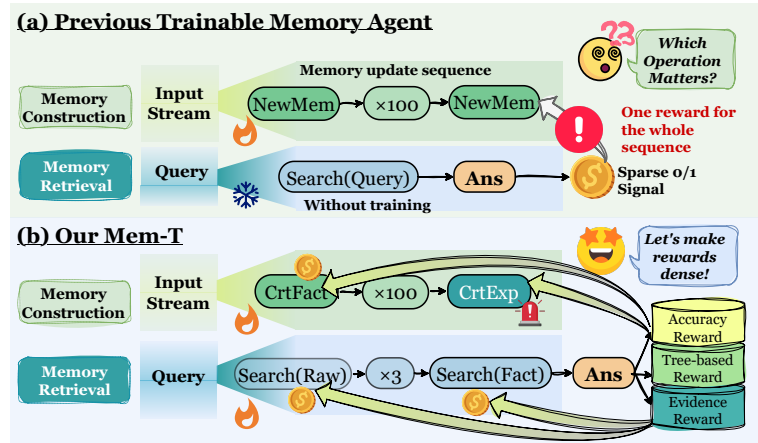 (a) Previous Trainable Memory Agent
Which
Operation
Matters?
Memory update sequence
Memory
Construction
Input
Stream
NewMem
×100
NewMem
One reward for
the whole
sequence
Memory
Retrieval
Query
Search(Query)
Ans
Sparse 0/1
Signal
Without training
(b) Our Mem-T
Let's make
rewards
dense!
Memory
Construction
Input
Stream
CrtFact
×100
CrtExp
Accuracy
Reward
Memory
Retrieval
Query
Search(Raw)
×3
Search(Fact)
Ans
Tree-based
Reward
Evidence
Reward